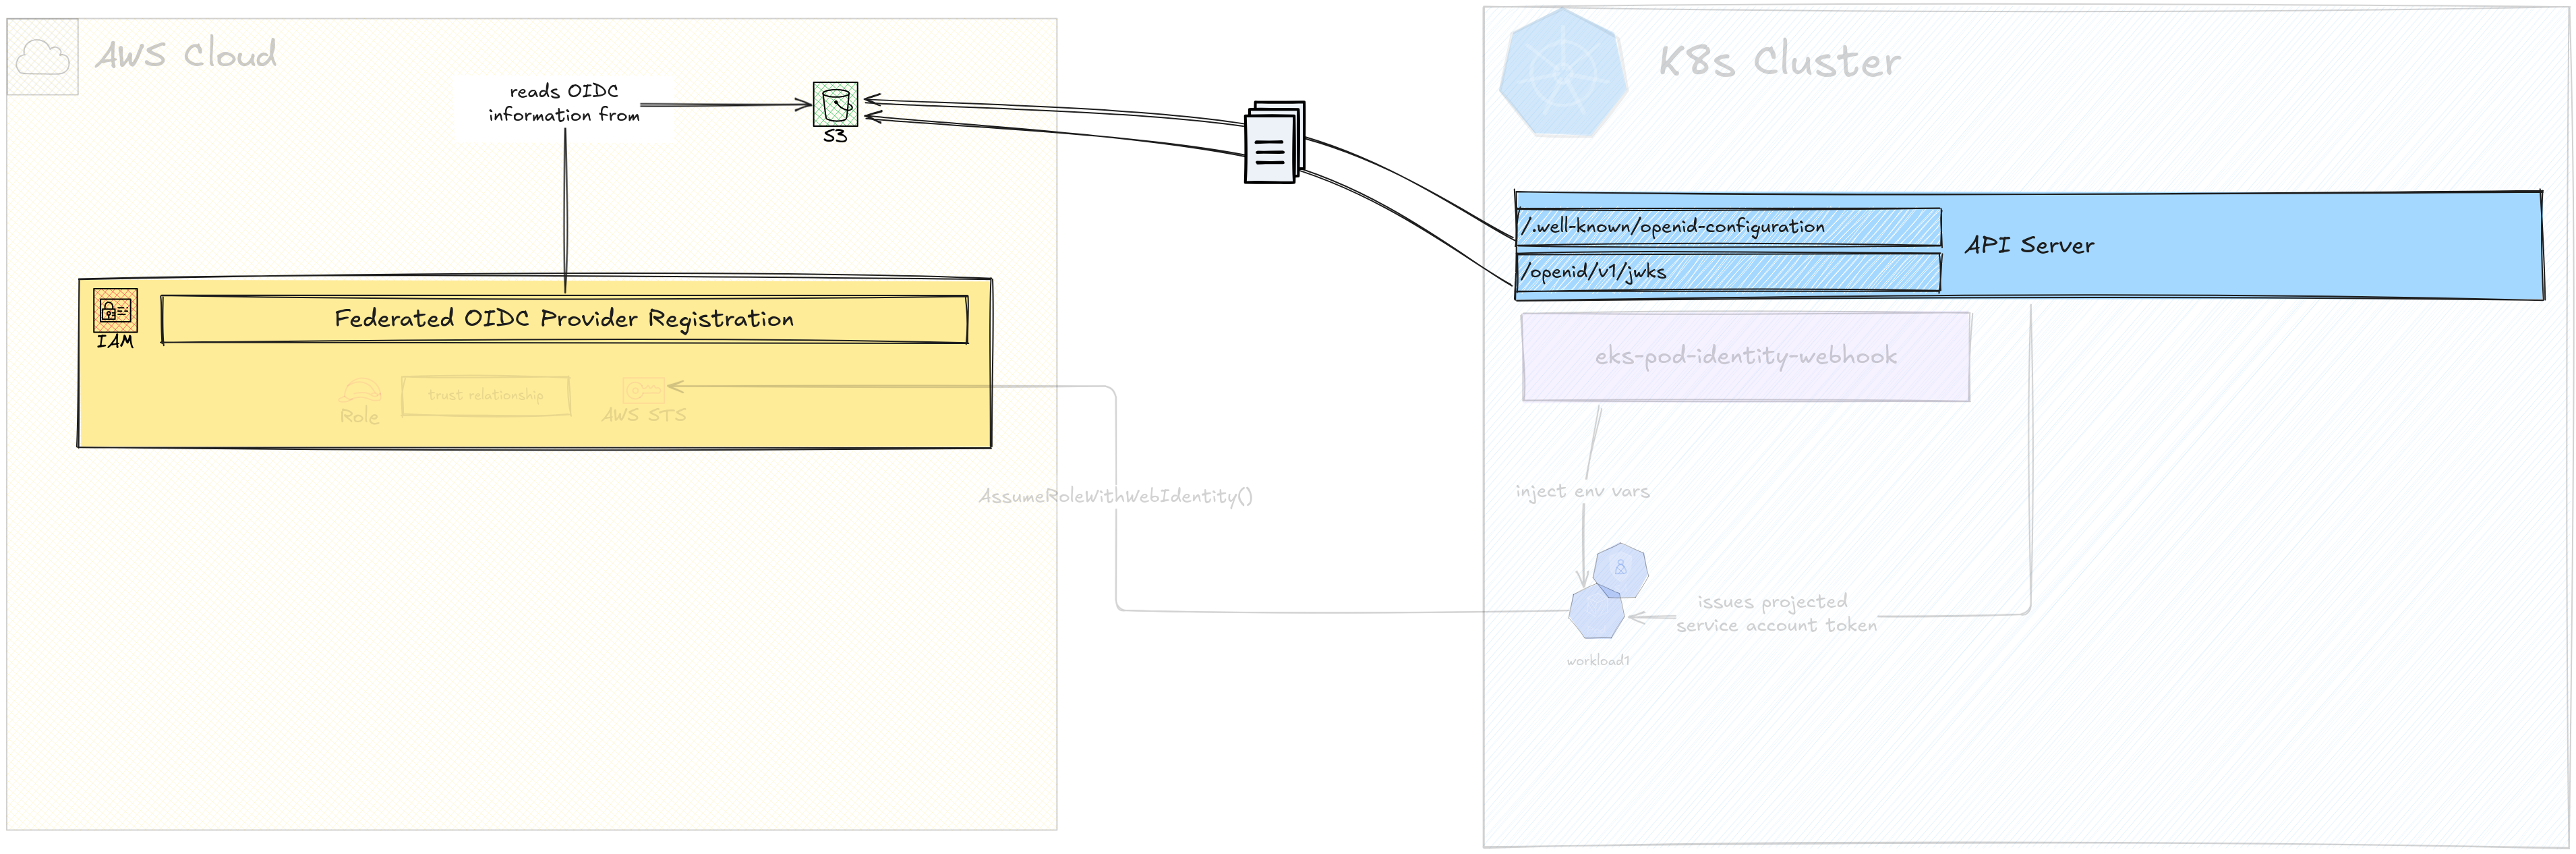 AWS Cloud
reads OIDC
information from
S3
K8s Cluster
/.well-known/openid-configuration
/openid/v1/jwks
API Server
IAM
Federated OIDC Provider Registration
Role
trust relationship
AWS STS
eks-pod-identity-webhook
AssumeRoleWithWebIdentity()
inject env vars
issues projected
service account token
workload1